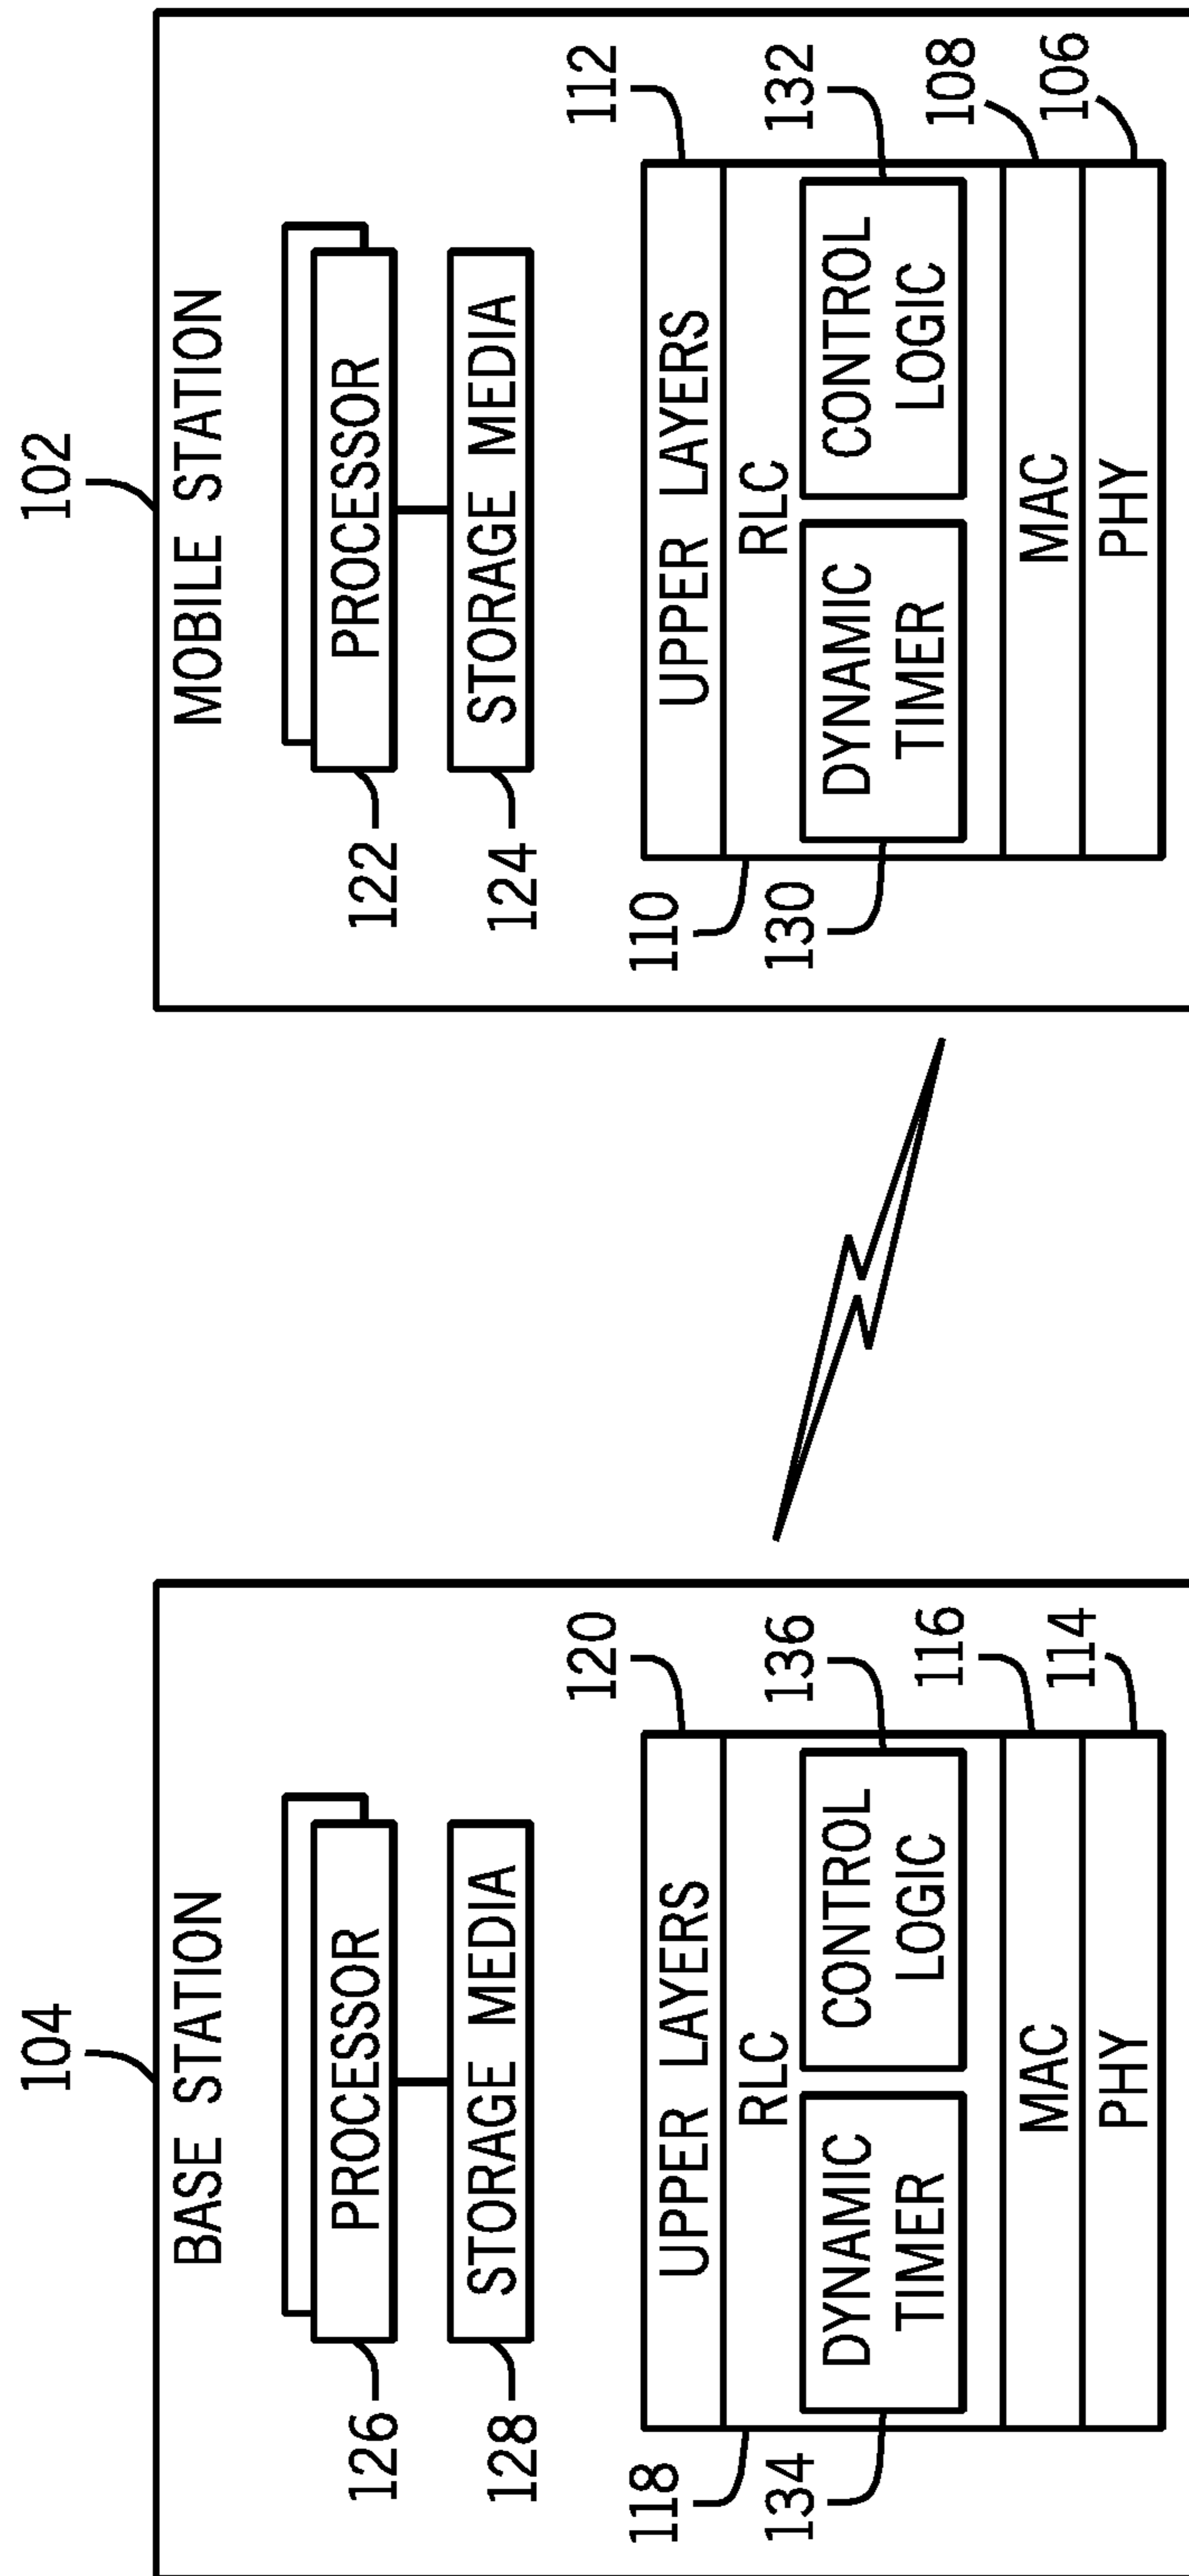 104
BASE STATION
PROCESSOR
126
STORAGE MEDIA
128
120
UPPER LAYERS
118
RLC
136
DYNAMIC
TIMER
CONTROL
LOGIC
134
116
MAC
114
PHY
102
MOBILE STATION
PROCESSOR
122
STORAGE MEDIA
124
112
UPPER LAYERS
110
RLC
132
DYNAMIC
TIMER
CONTROL
LOGIC
130
108
MAC
106
PHY